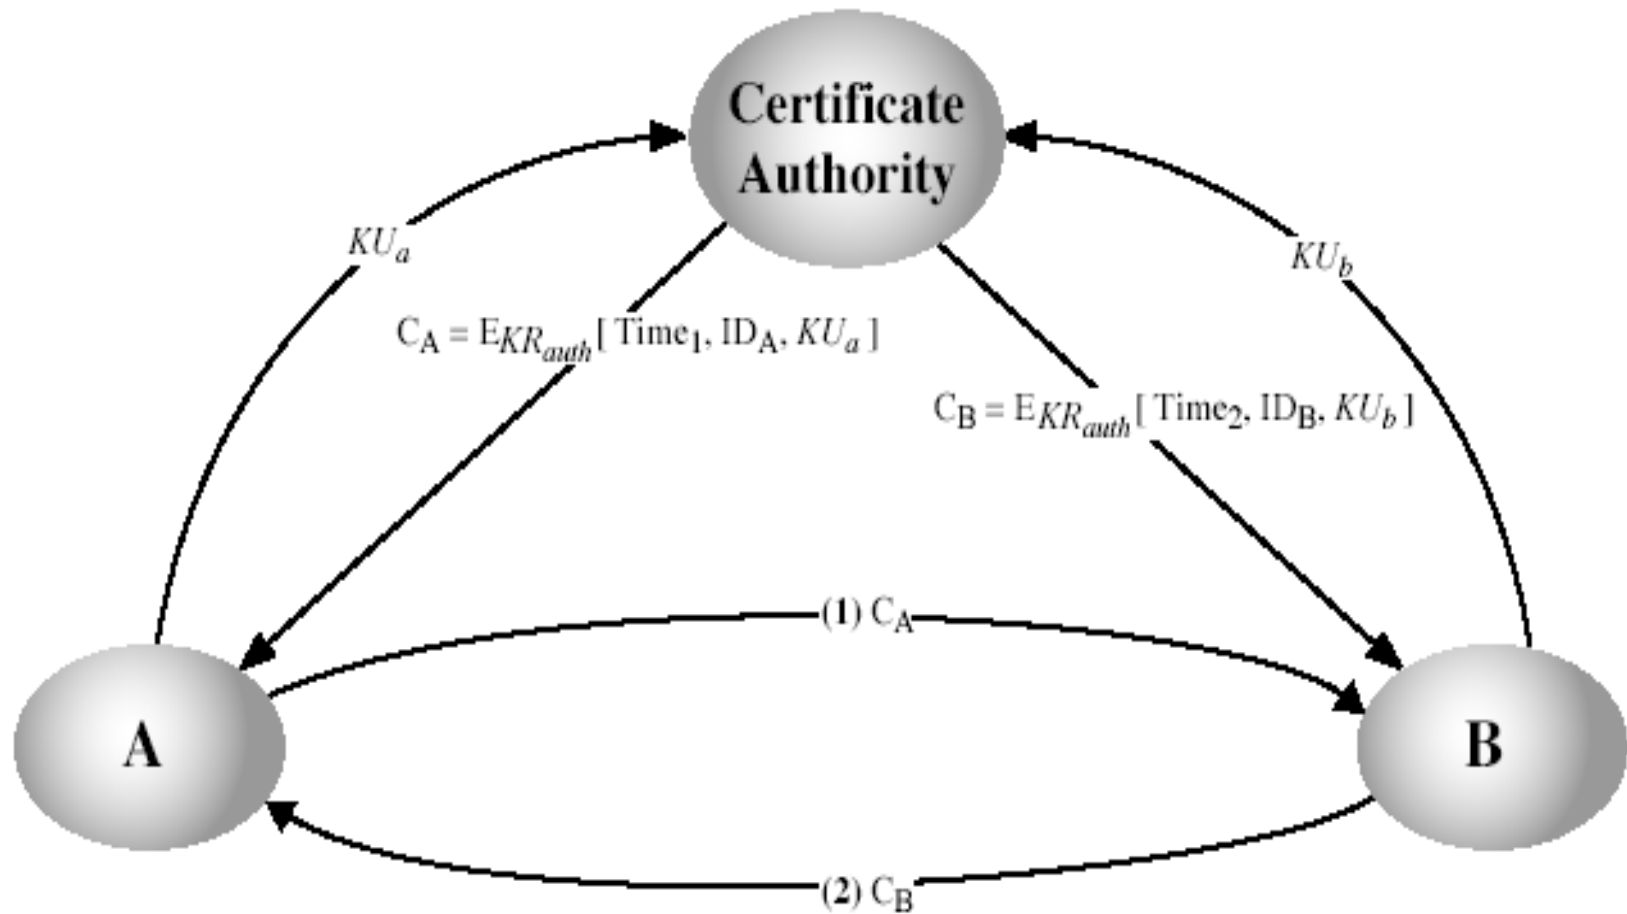 Certificate
Authority
KUa
KUb
CA = EKRauth[ Time1, IDA, KUa ]
CB = EKRauth[ Time2, IDB, KUb ]
(1) CA
A
B
(2) CB